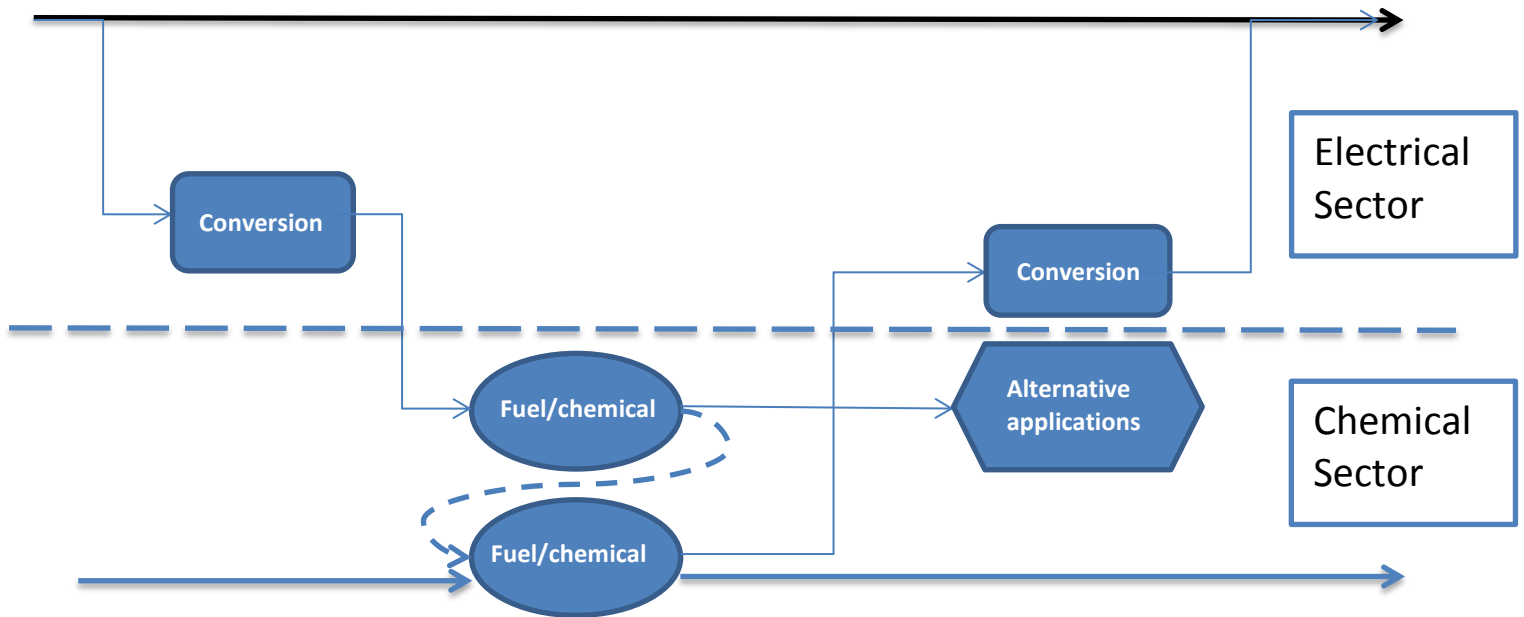 Electrical
Sector
Conversion
Conversion
Fuel/chemical
Alternative
applications
Chemical
Sector
Fuel/chemical